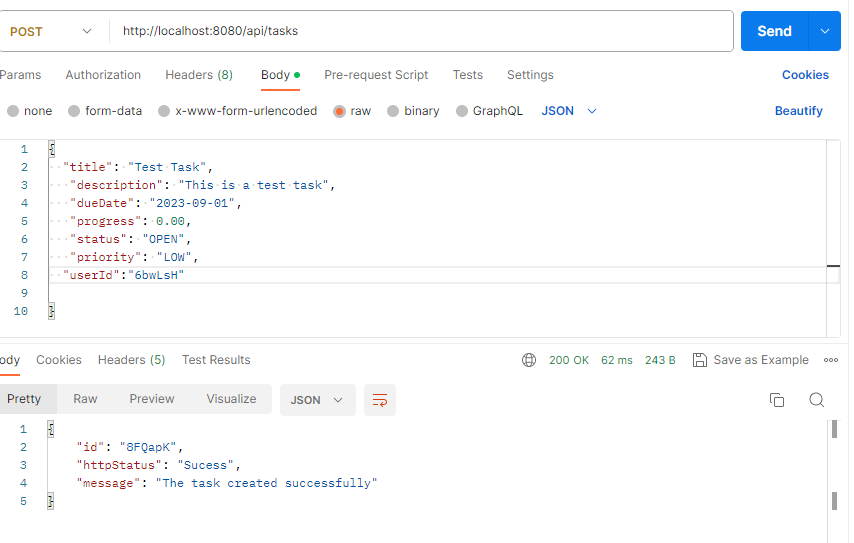 POST http://localhost:8080/api/tasks Send
Params Authorization Headers (8) Body Pre-request Script Tests Settings Cookies
none form-data x-www-form-urlencoded raw binary GraphQL JSON Beautify
1 {
2 "title": "Test Task",
3 "description": "This is a test task",
4 "dueDate": "2023-09-01",
5 "progress": 0.00,
6 "status": "OPEN",
7 "priority": "LOW",
8 "userId":"6bwLsH"
9
10 }
ody Cookies Headers (5) Test Results 200 OK 62 ms 243 B Save as Example
Pretty Raw Preview Visualize JSON
1 {
2 "id": "8FQapK",
3 "httpStatus": "Sucess",
4 "message": "The task created successfully"
5 }